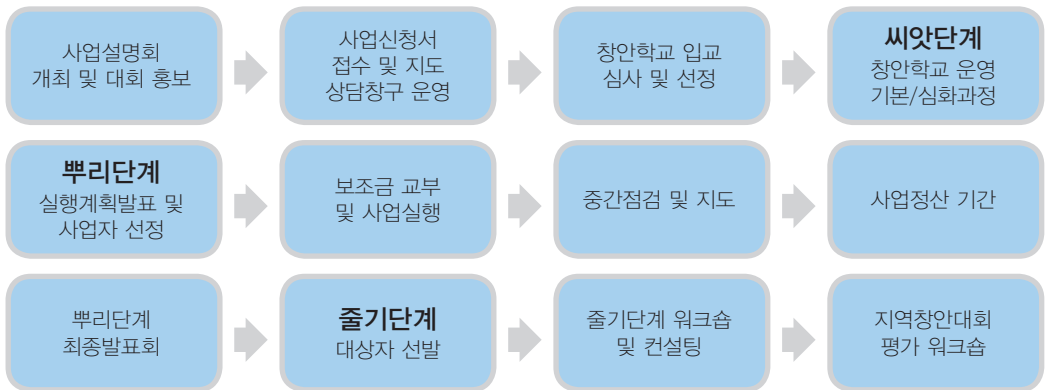 사업설명회
개최 및 대회 홍보
사업신청서
접수 및 지도
상담창구 운영
창안학교 입교
심사 및 선정
씨앗단계
창안학교 운영
기본/심화과정
뿌리단계
실행계획발표 및
사업자 선정
보조금 교부
및 사업실행
중간점검 및 지도
사업정산 기간
뿌리단계
최종발표회
줄기단계
대상자 선발
줄기단계 워크숍
및 컨설팅
지역창안대회
평가 워크숍